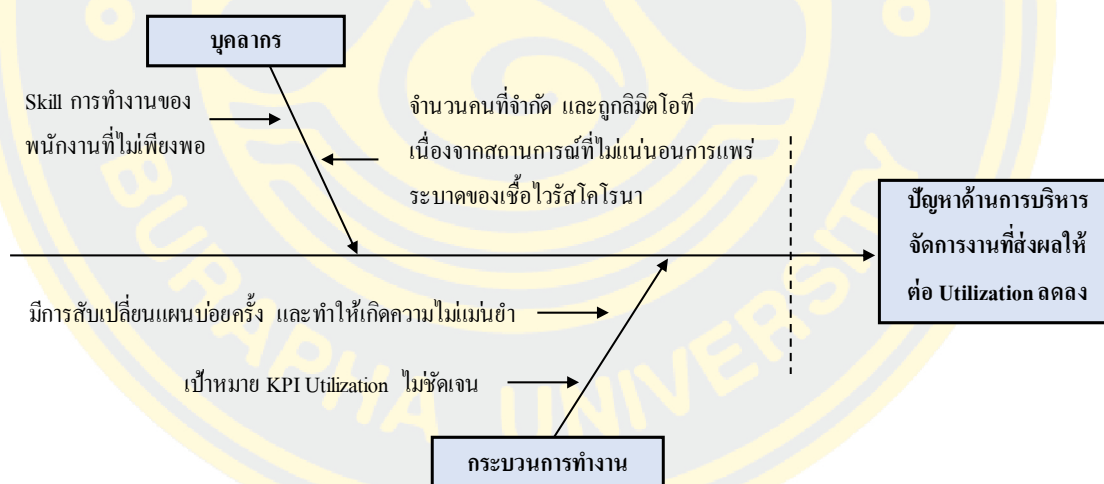 บุคลากร
Skill การทำงานของ
พนักงานที่ไม่เพียงพอ
จำนวนคนที่จำกัด และถูกลิมิตโอที
เนื่องจากสถานการณ์ที่ไม่แน่นอนการแพร่
ระบาดของเชื้อไวรัสโคโรนา
ปัญหาด้านการบริหาร
จัดการงานที่ส่งผลให้
ต่อ Utilization ลดลง
มีการสับเปลี่ยนแผนบ่อยครั้ง และทำให้เกิดความไม่แม่นยำ
เป้าหมาย KPI Utilization ไม่ชัดเจน
กระบวนการทำงาน
BURAPHA UNIVERSITY